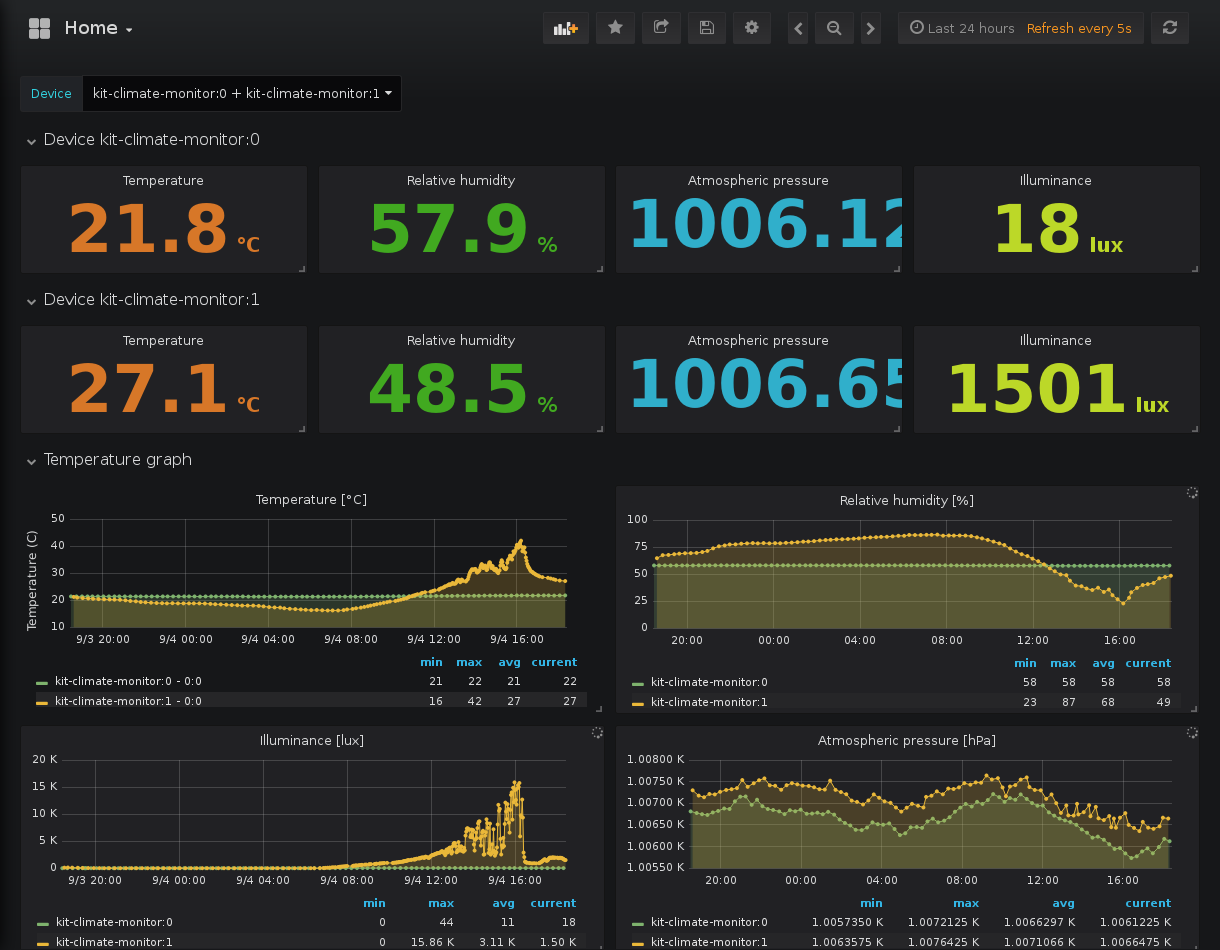 Home
Last 24 hours Refresh every 5s
Device kit-climate-monitor:0 + kit-climate-monitor:1
Device kit-climate-monitor:0
Temperature Relative humidity Atmospheric pressure Illuminance
21.8 °C 57.9 % 1006.12 18 lux
Device kit-climate-monitor:1
Temperature Relative humidity Atmospheric pressure Illuminance
27.1 °C 48.5 % 1006.65 1501 lux
Temperature graph
Temperature [°C]
Temperature (C)
50
40
30
20
10
9/3 20:00 9/4 00:00 9/4 04:00 9/4 08:00 9/4 12:00 9/4 16:00
min max avg current
kit-climate-monitor:0 - 0:0 21 22 21 22
kit-climate-monitor:1 - 0:0 16 42 27 27
Relative humidity [%]
100
75
50
25
0
20:00 00:00 04:00 08:00 12:00 16:00
min max avg current
kit-climate-monitor:0 58 58 58 58
kit-climate-monitor:1 23 87 68 49
Illuminance [lux]
20 K
15 K
10 K
5 K
0
9/3 20:00 9/4 00:00 9/4 04:00 9/4 08:00 9/4 12:00 9/4 16:00
min max avg current
kit-climate-monitor:0 0 44 11 18
kit-climate-monitor:1 0 15.86 K 3.11 K 1.50 K
Atmospheric pressure [hPa]
1.00800 K
1.00750 K
1.00700 K
1.00650 K
1.00600 K
1.00550 K
20:00 00:00 04:00 08:00 12:00 16:00
min max avg current
kit-climate-monitor:0 1.0057350 K 1.0072125 K 1.0066297 K 1.0061225 K
kit-climate-monitor:1 1.0063575 K 1.0076425 K 1.0071066 K 1.0066475 K